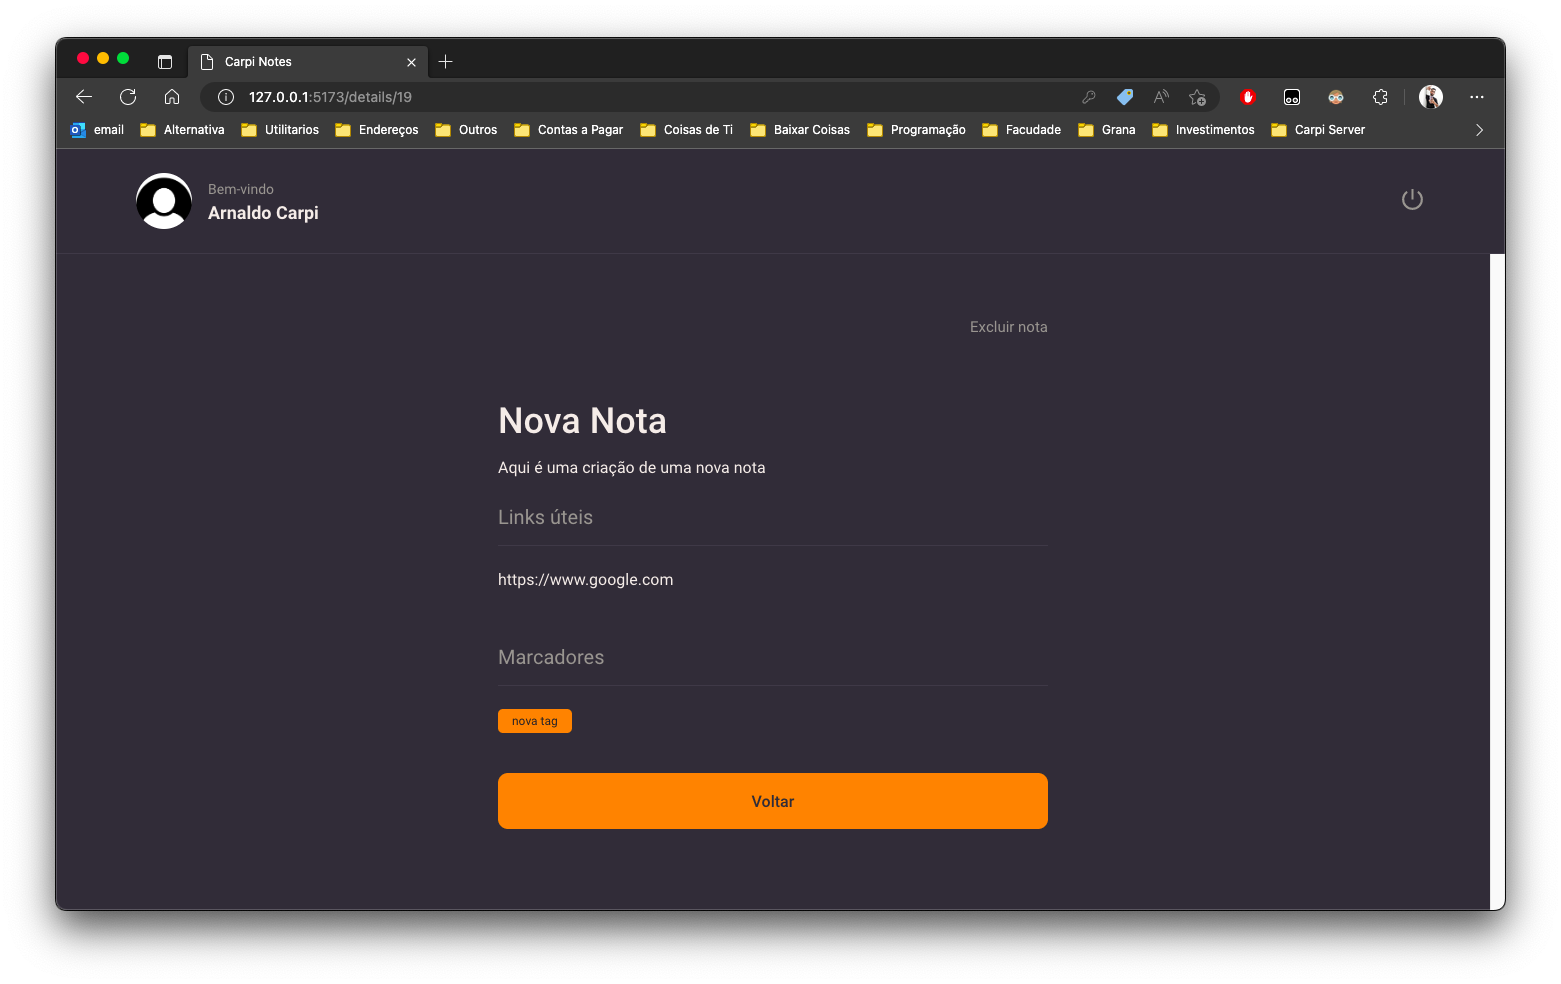 Carpi Notes
127.0.0.1:5173/details/19
email Alternativa Utilitarios Endereços Outros Contas a Pagar Coisas de Ti Baixar Coisas Programação Facudade Grana Investimentos Carpi Server
Bem-vindo
Arnaldo Carpi
Excluir nota
Nova Nota
Aqui é uma criação de uma nova nota
Links úteis
https://www.google.com
Marcadores
nova tag
Voltar